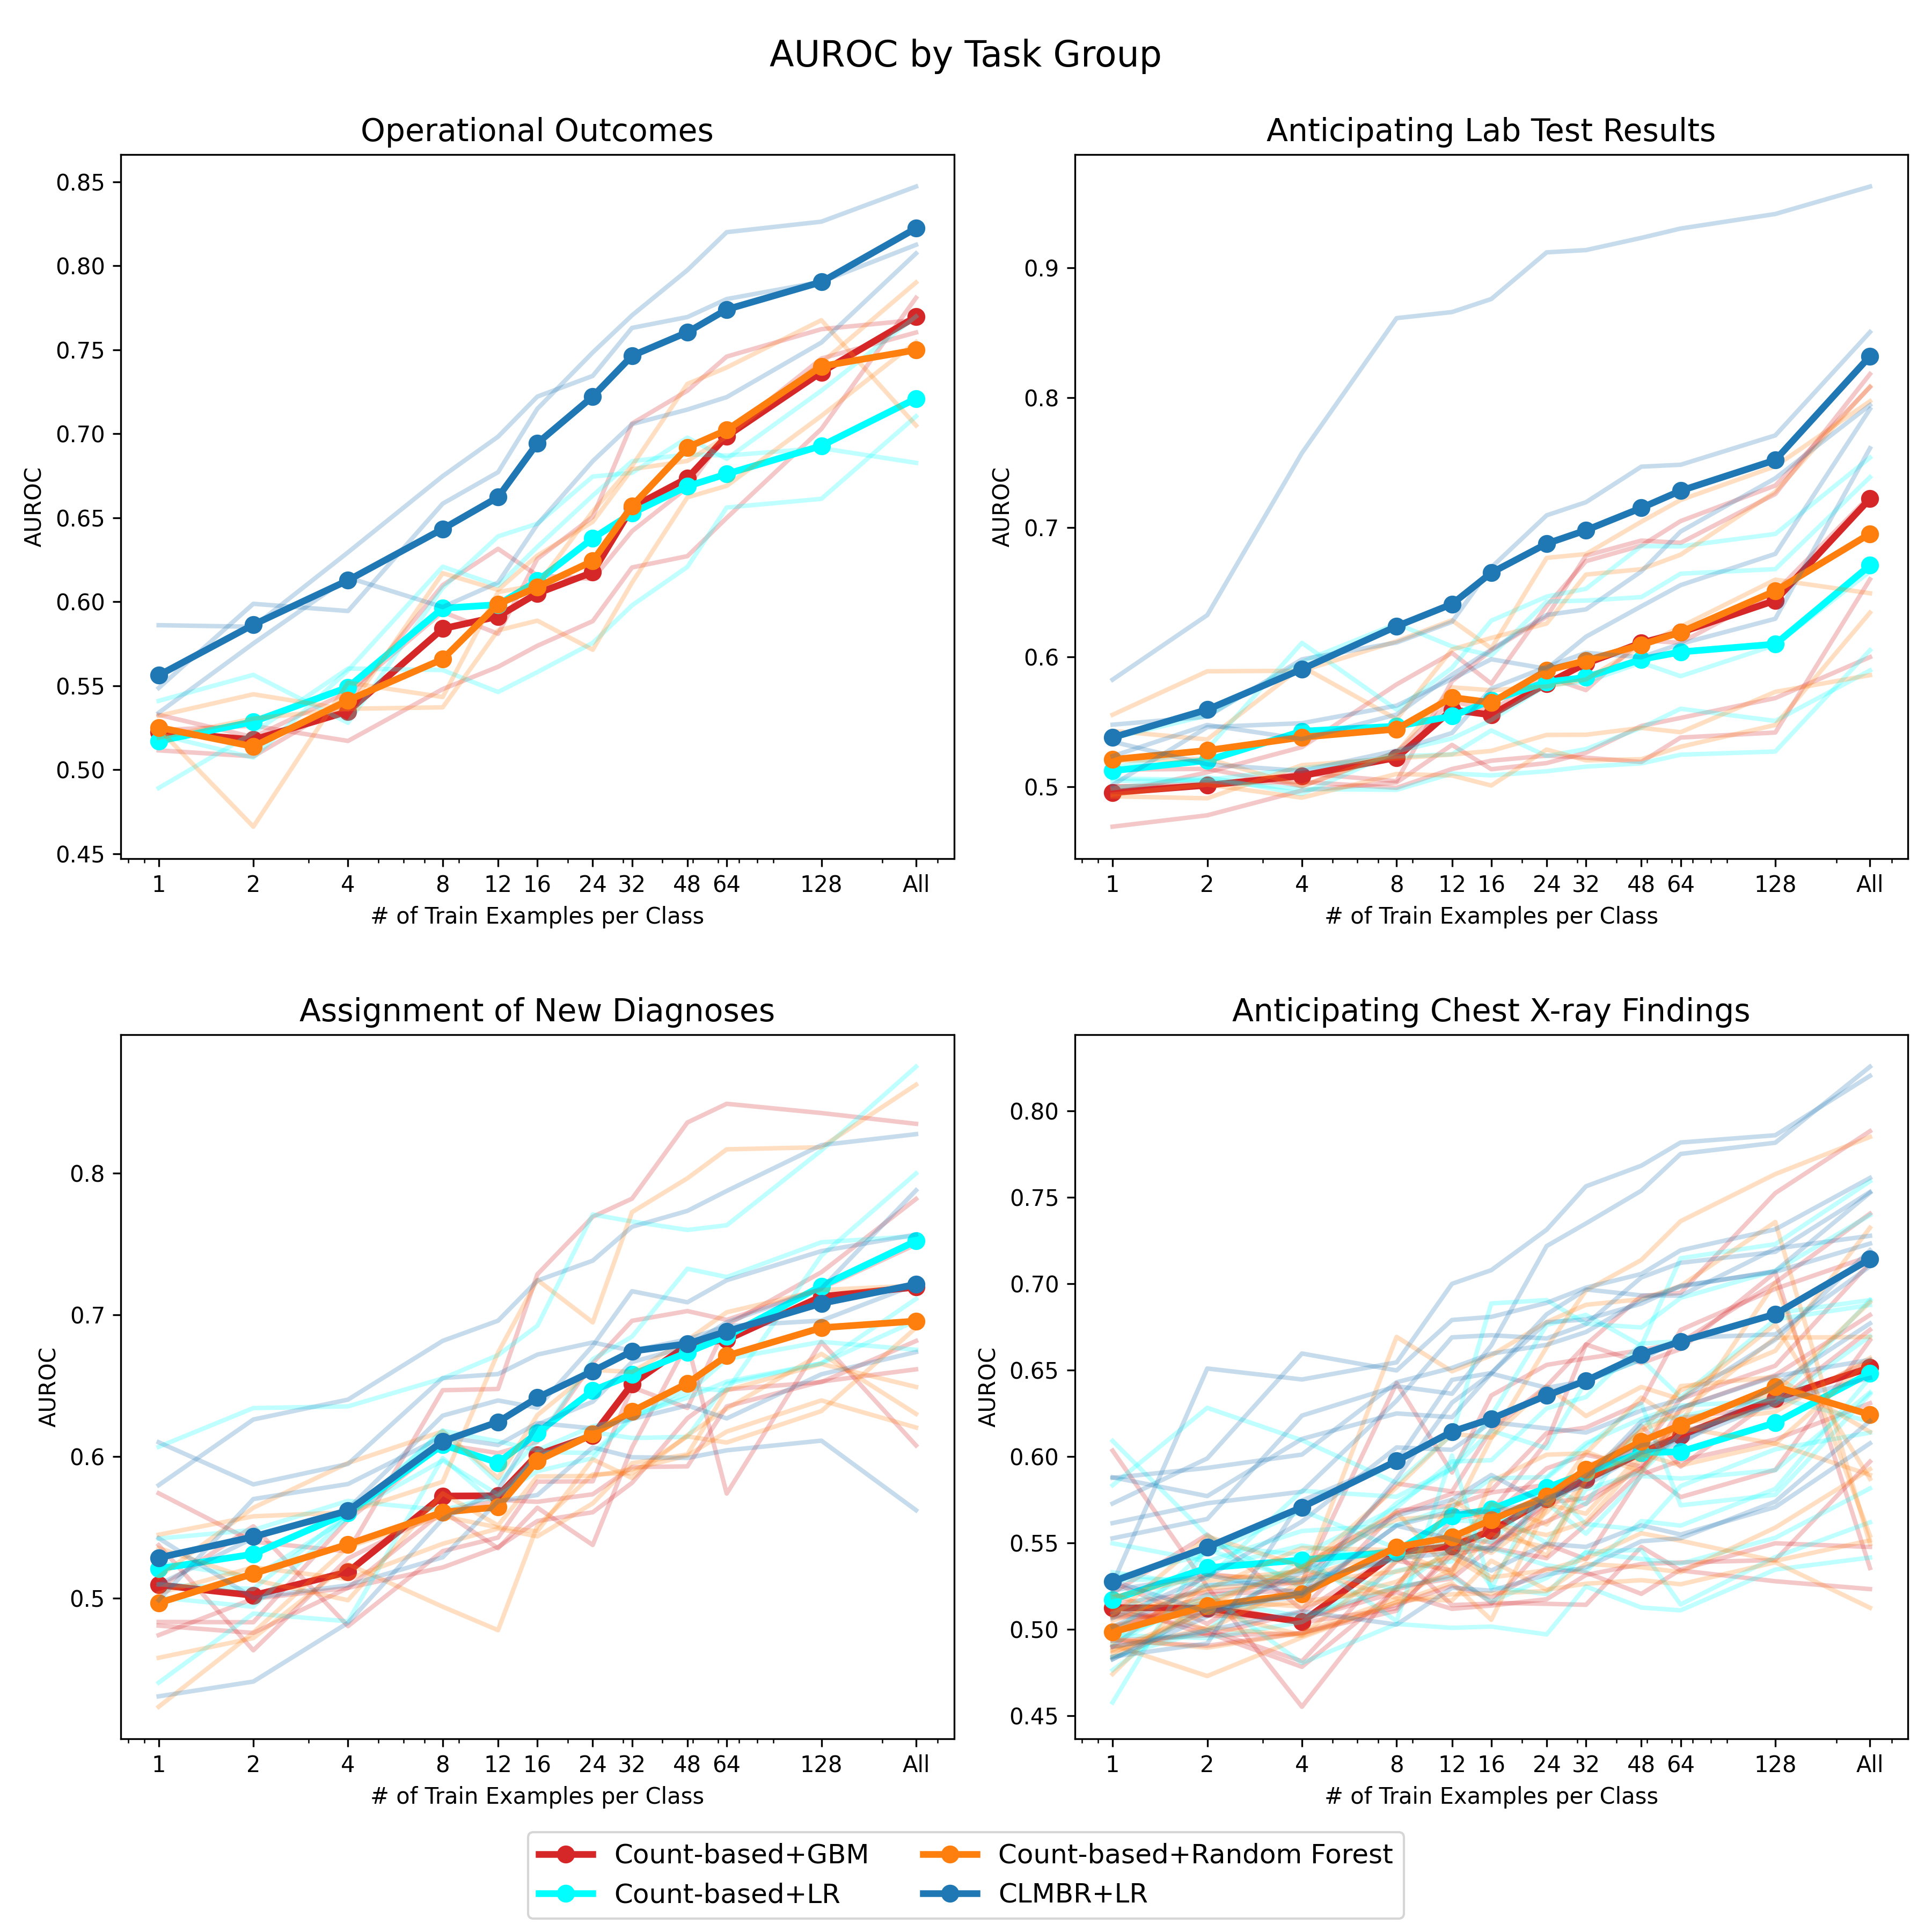 AUROC by Task Group
Operational Outcomes
0.85
0.80
0.75
0.70
0.65
0.60
0.55
0.50
0.45
AUROC
1 2 4 8 12 16 24 32 48 64 128 All
# of Train Examples per Class
Anticipating Lab Test Results
0.9
0.8
0.7
0.6
0.5
AUROC
1 2 4 8 12 16 24 32 48 64 128 All
# of Train Examples per Class
Assignment of New Diagnoses
0.8
0.7
0.6
0.5
AUROC
1 2 4 8 12 16 24 32 48 64 128 All
# of Train Examples per Class
Anticipating Chest X-ray Findings
0.80
0.75
0.70
0.65
0.60
0.55
0.50
0.45
AUROC
1 2 4 8 12 16 24 32 48 64 128 All
# of Train Examples per Class
Count-based+GBM
Count-based+LR
Count-based+Random Forest
CLMBR+LR